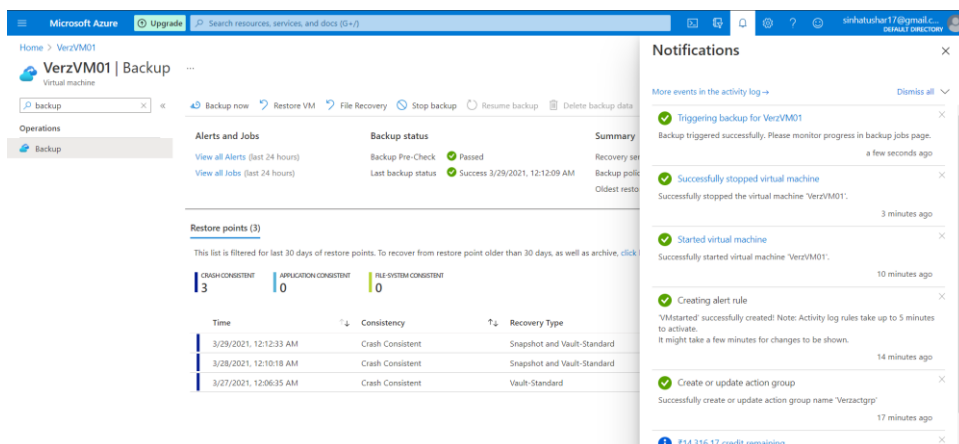 Microsoft Azure
Upgrade
Search resources, services, and docs (G+/)
sinhatushar17@gmail.c...
DEFAULT DIRECTORY
Home > VerzVM01
VerzVM01 | Backup ...
Virtual machine
backup
Operations
Backup
Backup now
Restore VM
File Recovery
Stop backup
Resume backup
Delete backup data
Alerts and Jobs
View all Alerts (last 24 hours)
View all Jobs (last 24 hours)
Backup status
Backup Pre-Check Passed
Last backup status Success 3/29/2021, 12:12:09 AM
Summary
Recovery ser
Backup polic
Oldest resto
Restore points (3)
This list is filtered for last 30 days of restore points. To recover from restore point older than 30 days, as well as archive, click
CRASH CONSISTENT
3
APPLICATION CONSISTENT
0
FILE-SYSTEM CONSISTENT
0
Time Consistency Recovery Type
3/29/2021, 12:12:33 AM Crash Consistent Snapshot and Vault-Standard
3/28/2021, 12:10:18 AM Crash Consistent Snapshot and Vault-Standard
3/27/2021, 12:06:35 AM Crash Consistent Vault-Standard
Notifications
More events in the activity log →
Dismiss all
Triggering backup for VerzVM01
Backup triggered successfully. Please monitor progress in backup jobs page.
a few seconds ago
Successfully stopped virtual machine
Successfully stopped the virtual machine 'VerzVM01'.
3 minutes ago
Started virtual machine
Successfully started virtual machine 'VerzVM01'.
10 minutes ago
Creating alert rule
'VMstarted' successfully created! Note: Activity log rules take up to 5 minutes
to activate.
It might take a few minutes for changes to be shown.
14 minutes ago
Create or update action group
Successfully create or update action group name 'Verzactgrp'
17 minutes ago
₹14,316.17 credit remaining